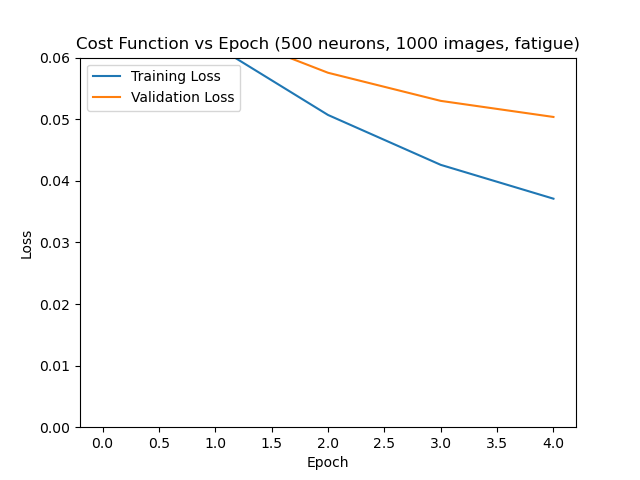 Cost Function vs Epoch (500 neurons, 1000 images, fatigue)
Training Loss
Validation Loss
0.06
0.05
0.04
0.03
0.02
0.01
0.00
Loss
0.0 0.5 1.0 1.5 2.0 2.5 3.0 3.5 4.0
Epoch